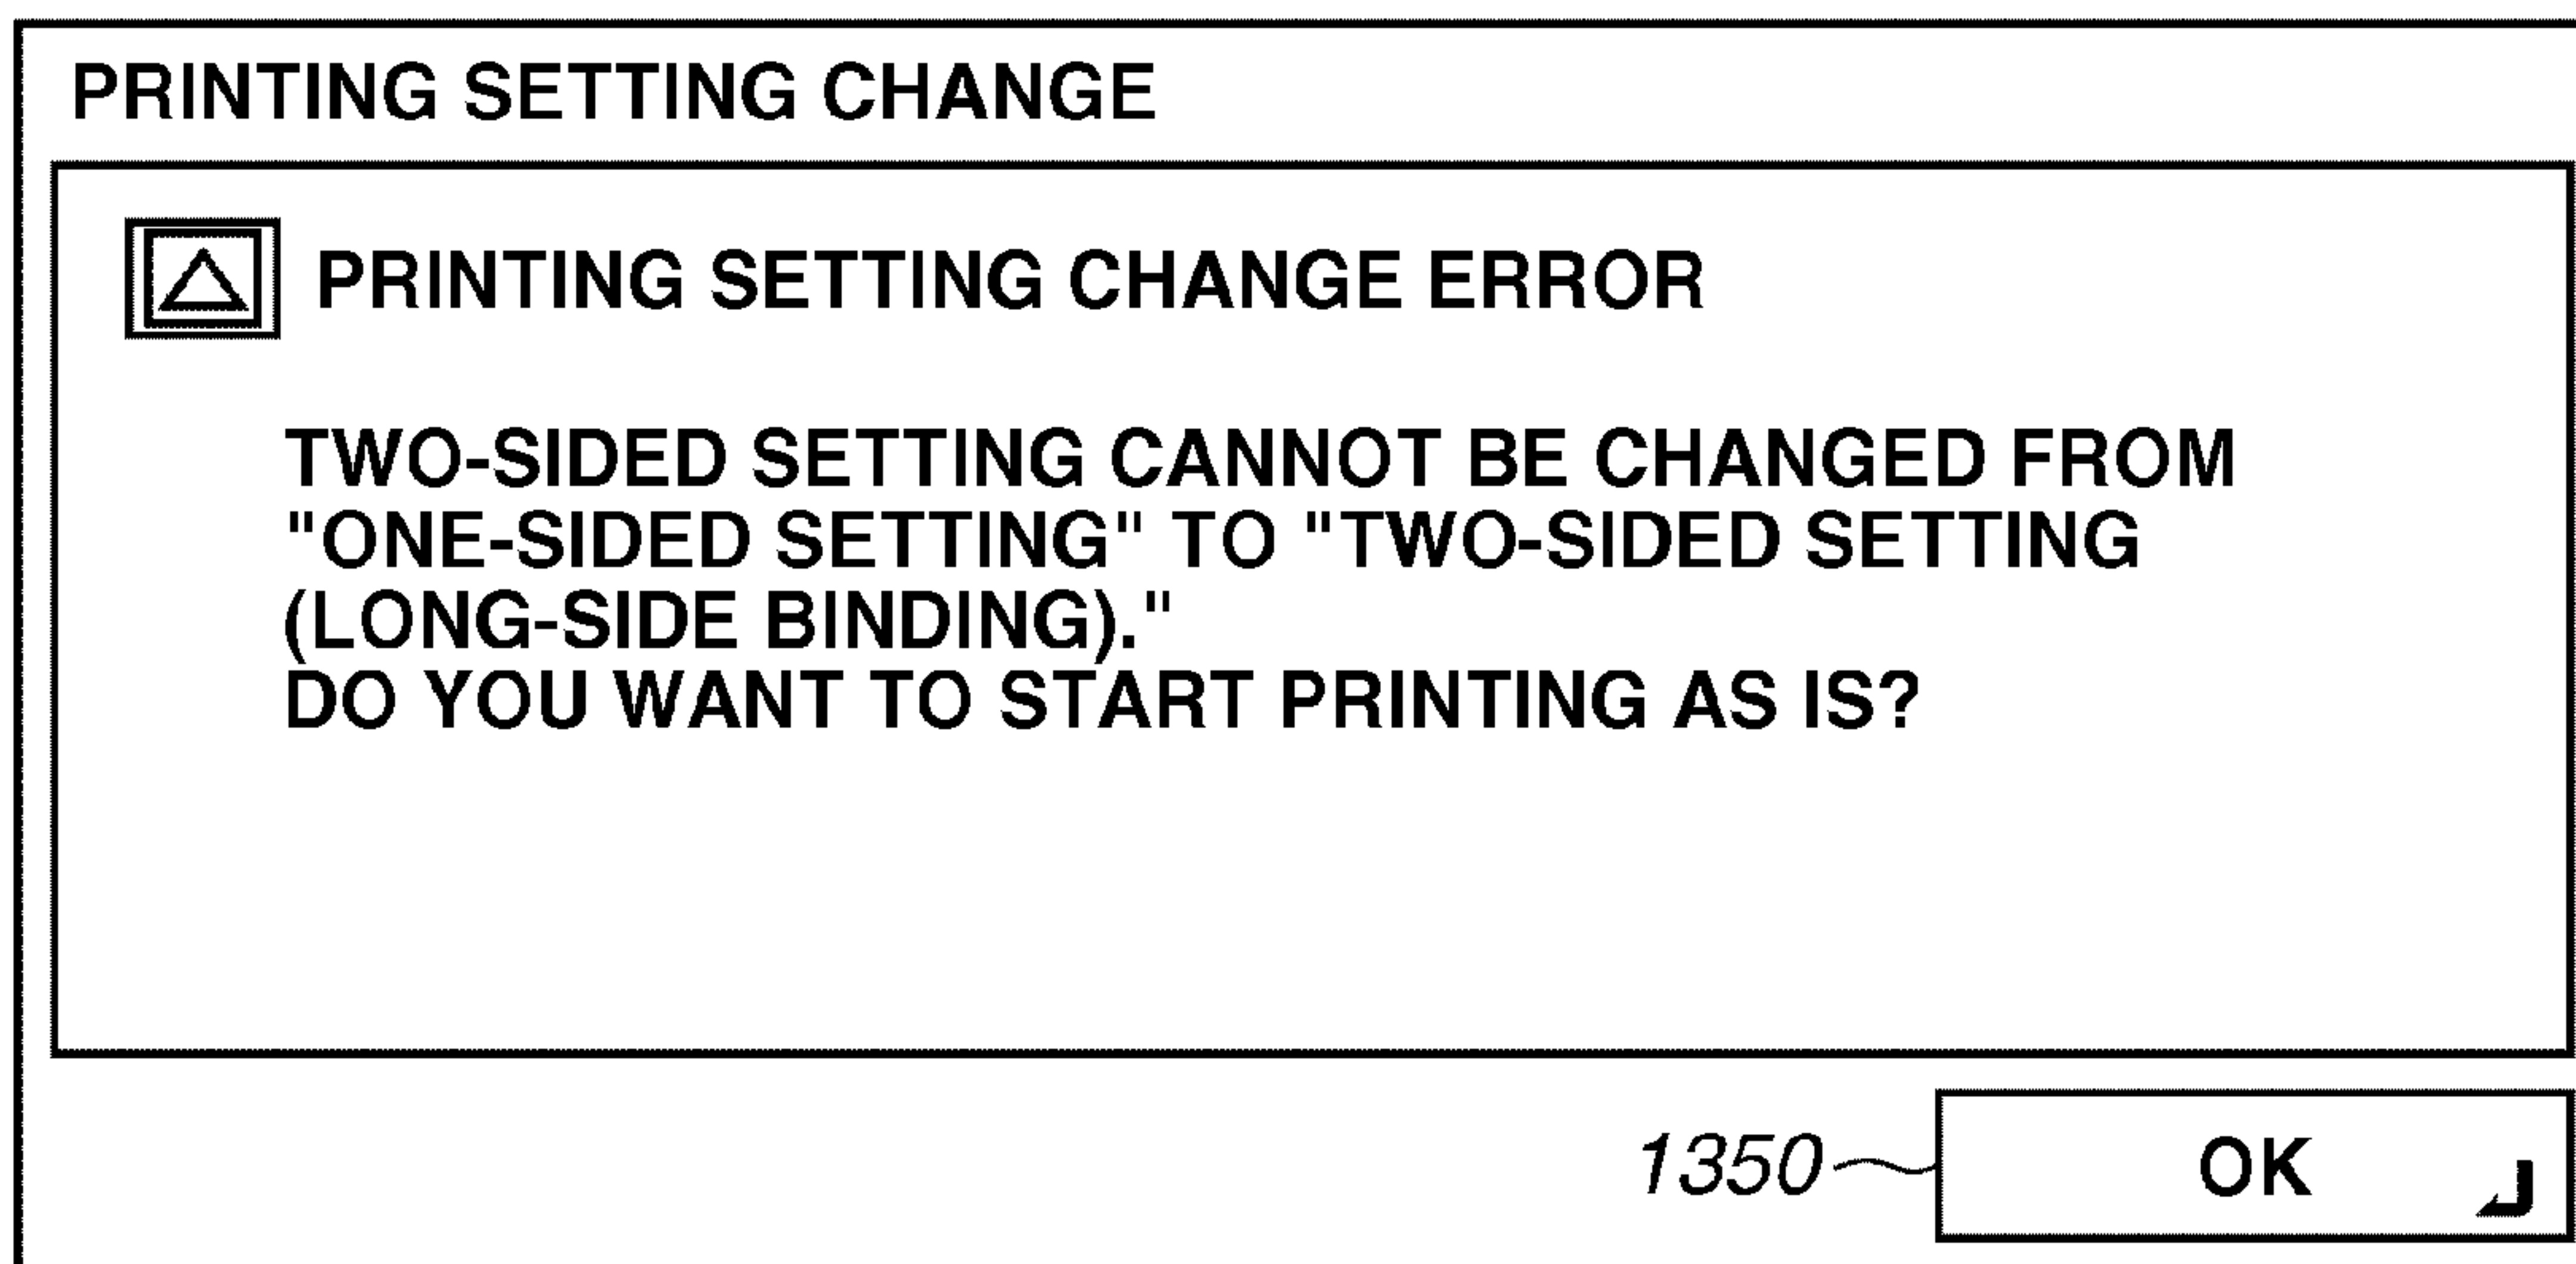 PRINTING SETTING CHANGE
PRINTING SETTING CHANGE ERROR
TWO-SIDED SETTING CANNOT BE CHANGED FROM
"ONE-SIDED SETTING" TO "TWO-SIDED SETTING
(LONG-SIDE BINDING)."
DO YOU WANT TO START PRINTING AS IS?
1350
OK